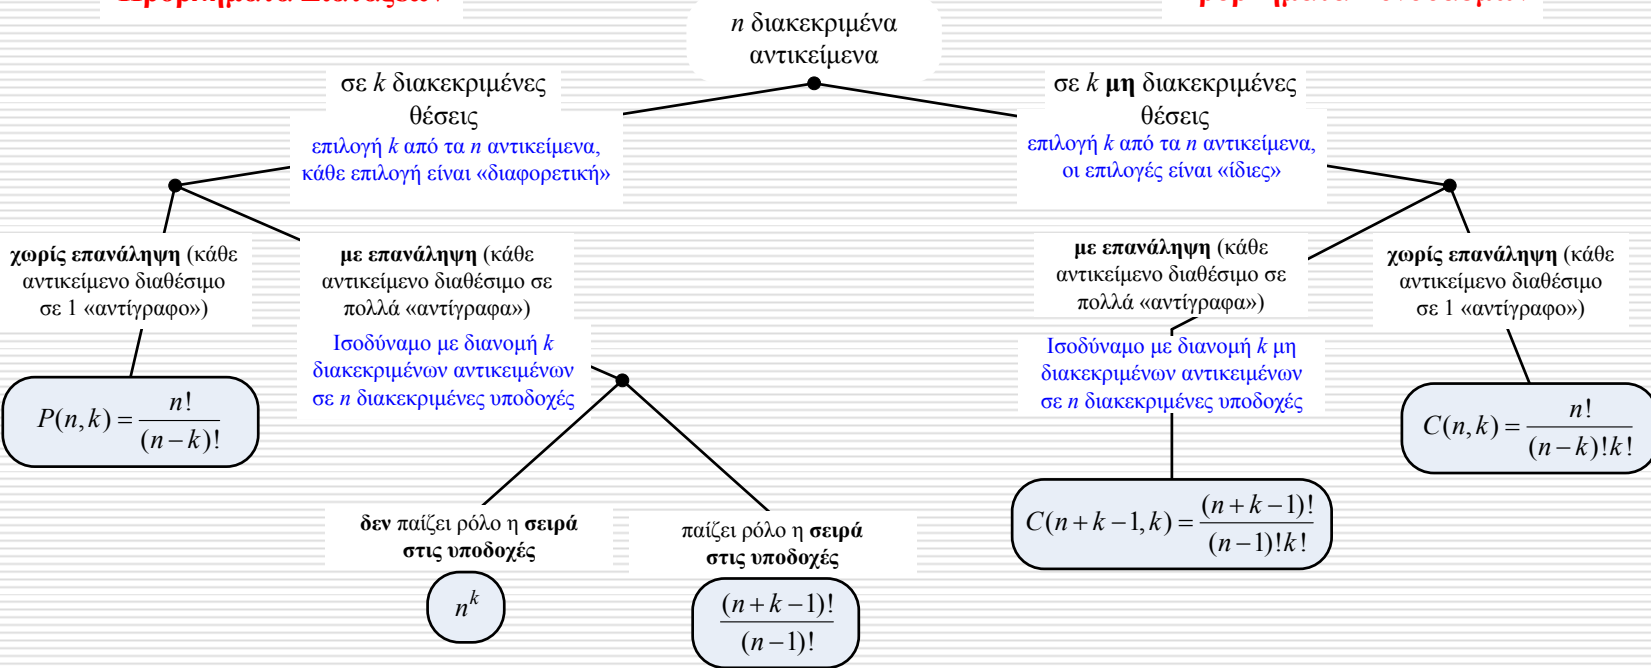 n διακεκριμένα
αντικείμενα
σε k διακεκριμένες
θέσεις
επιλογή k από τα n αντικείμενα,
κάθε επιλογή είναι «διαφορετική»
σε k μη διακεκριμένες
θέσεις
επιλογή k από τα n αντικείμενα,
οι επιλογές είναι «ίδιες»
χωρίς επανάληψη (κάθε
αντικείμενο διαθέσιμο
σε 1 «αντίγραφο»)
P(n,k) = n! / (n−k)!
με επανάληψη (κάθε
αντικείμενο διαθέσιμο σε
πολλά «αντίγραφα»)
Ισοδύναμο με διανομή k
διακεκριμένων αντικειμένων
σε n διακεκριμένες υποδοχές
δεν παίζει ρόλο η σειρά
στις υποδοχές
n^k
παίζει ρόλο η σειρά
στις υποδοχές
(n+k−1)! / (n−1)!
με επανάληψη (κάθε
αντικείμενο διαθέσιμο σε
πολλά «αντίγραφα»)
Ισοδύναμο με διανομή k μη
διακεκριμένων αντικειμένων
σε n διακεκριμένες υποδοχές
C(n+k−1,k) = (n+k−1)! / (n−1)!k!
χωρίς επανάληψη (κάθε
αντικείμενο διαθέσιμο
σε 1 «αντίγραφο»)
C(n,k) = n! / (n−k)!k!